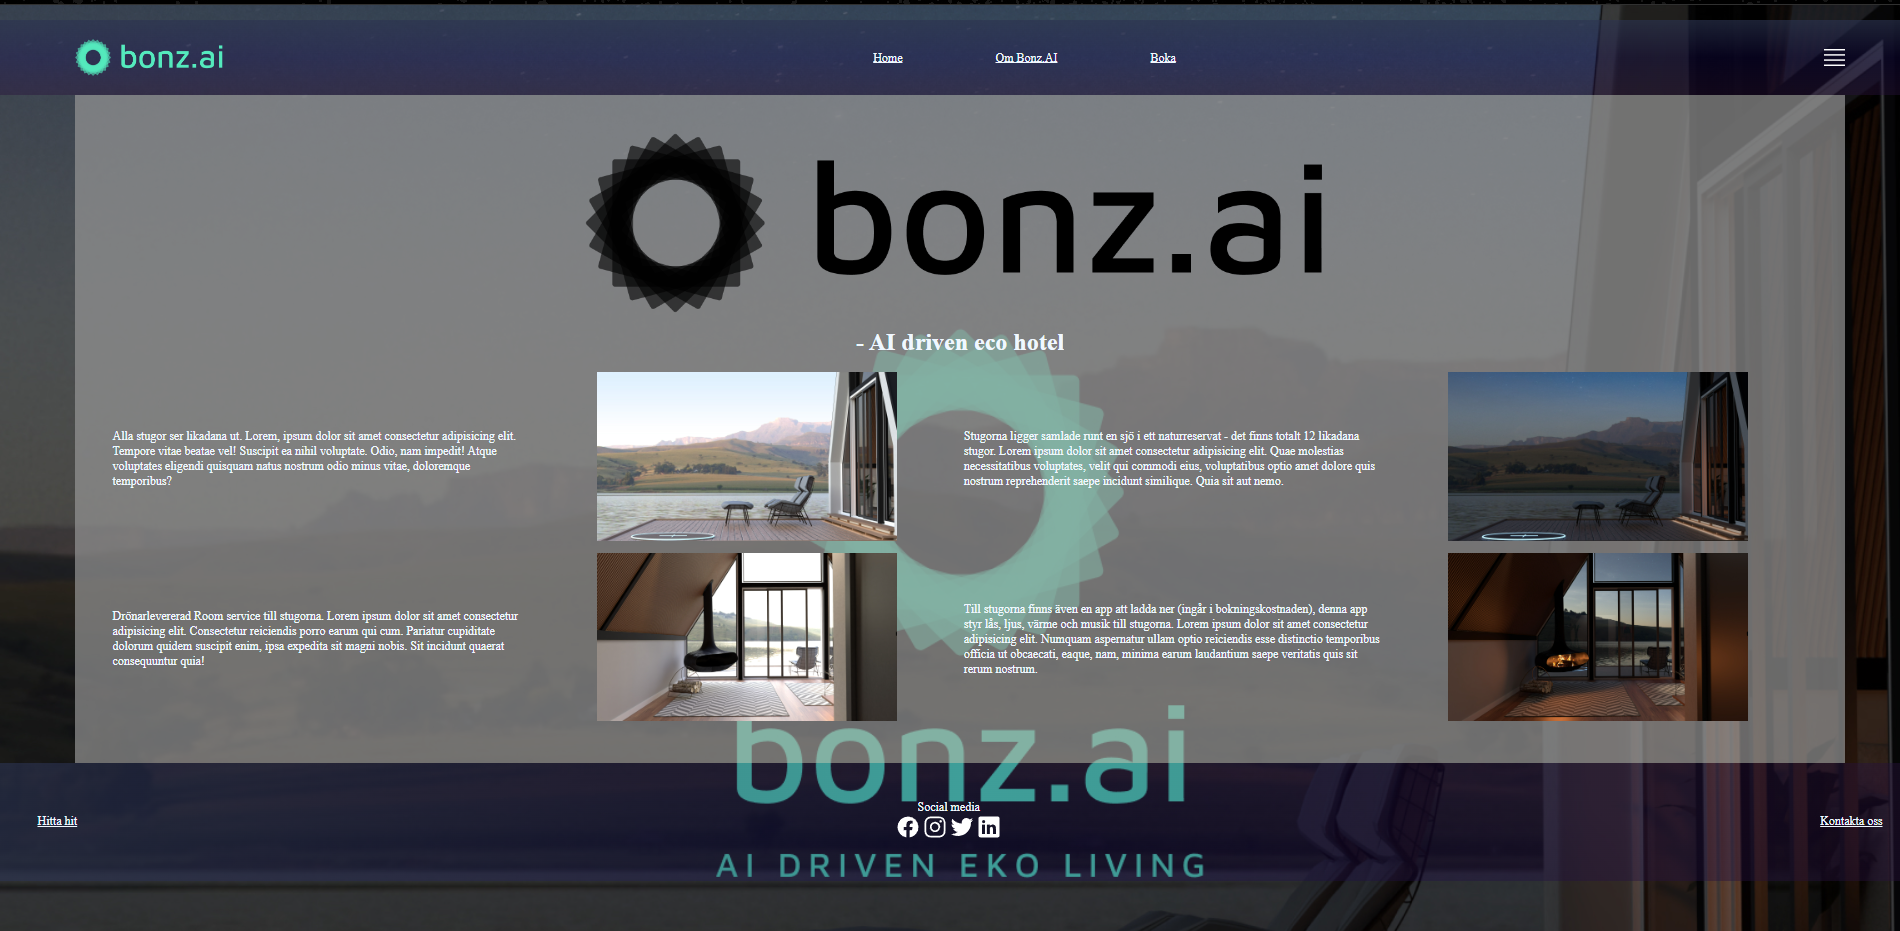 bonz.ai
Home
Om Bonz.AI
Boka
bonz.ai
- AI driven eco hotel
Alla stugor ser likadana ut. Lorem, ipsum dolor sit amet consectetur adipisicing elit.
Tempore vitae beatae vel! Suscipit ea nihil voluptate. Odio, nam impedit! Atque
voluptates eligendi quisquam natus nostrum odio minus vitae, doloremque
temporibus?
Stugorna ligger samlade runt en sjö i ett naturreservat - det finns totalt 12 likadana
stugor. Lorem ipsum dolor sit amet consectetur adipisicing elit. Quae molestias
necessitatibus voluptates, velit qui commodi eius, voluptatibus optio amet dolore quis
nostrum reprehenderit saepe incidunt similique. Quia sit aut nemo.
Drönarlevererad Room service till stugorna. Lorem ipsum dolor sit amet consectetur
adipisicing elit. Consectetur reiciendis porro earum qui cum. Pariatur cupiditate
dolorum quidem suscipit enim, ipsa expedita sit magni nobis. Sit incidunt quaerat
consequuntur quia!
Till stugorna finns även en app att ladda ner (ingår i bokningskostnaden), denna app
styr lås, ljus, värme och musik till stugorna. Lorem ipsum dolor sit amet consectetur
adipisicing elit. Numquam aspernatur ullam optio reiciendis esse distinctio temporibus
officia ut obcaecati, eaque, nam, minima earum laudantium saepe veritatis quis sit
rerum nostrum.
bonz.ai
Hitta hit
Social media
Kontakta oss
AI DRIVEN EKO LIVING